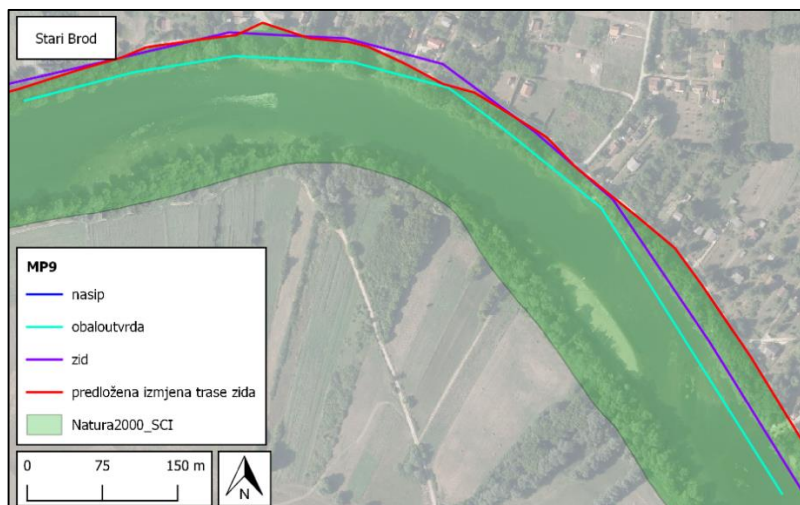 Stari Brod
MP9
nasip
obaloutvrda
zid
predložena izmjena trase zida
Natura2000_SCI
0 75 150 m
N